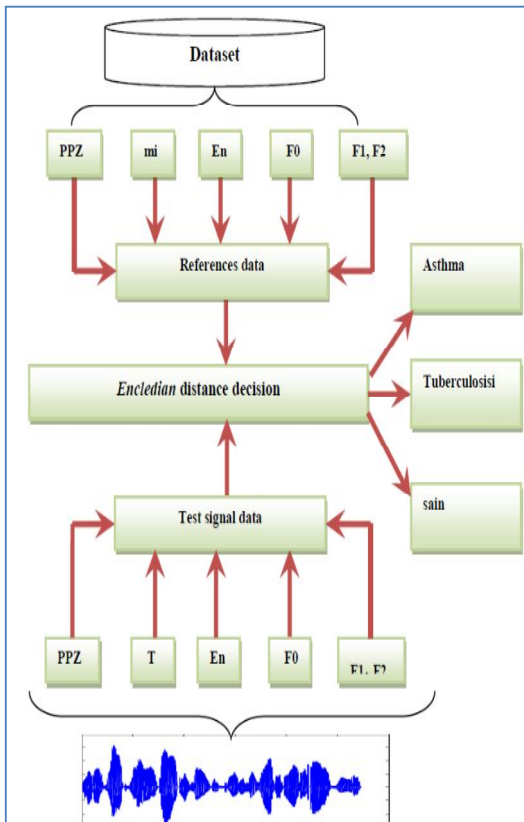 Dataset
PPZ
mi
En
F0
F1, F2
References data
Asthma
Encledian distance decision
Tuberculosisi
sain
Test signal data
PPZ
T
En
F0
F1, F2